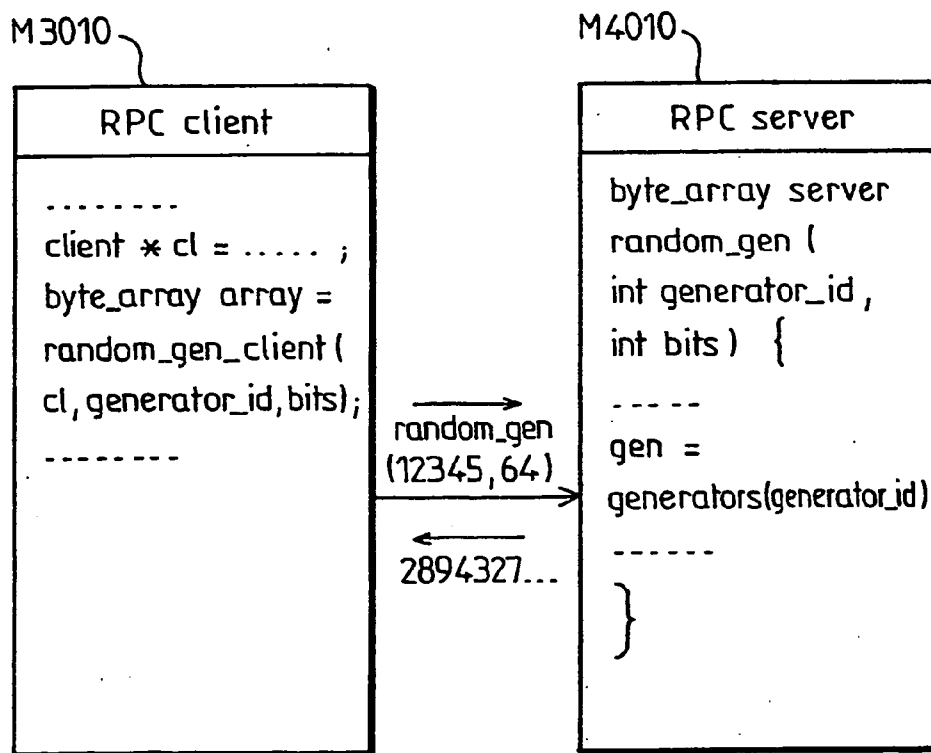 M3010
RPC client
--------
client * cl = ..... ;
byte_array array =
random_gen_client(
cl,generator_id,bits);
--------
random_gen
(12345,64)
2894327...
M4010
RPC server
byte_array server
random_gen (
int generator_id,
int bits) {
-----
gen =
generators(generator_id)
------
}